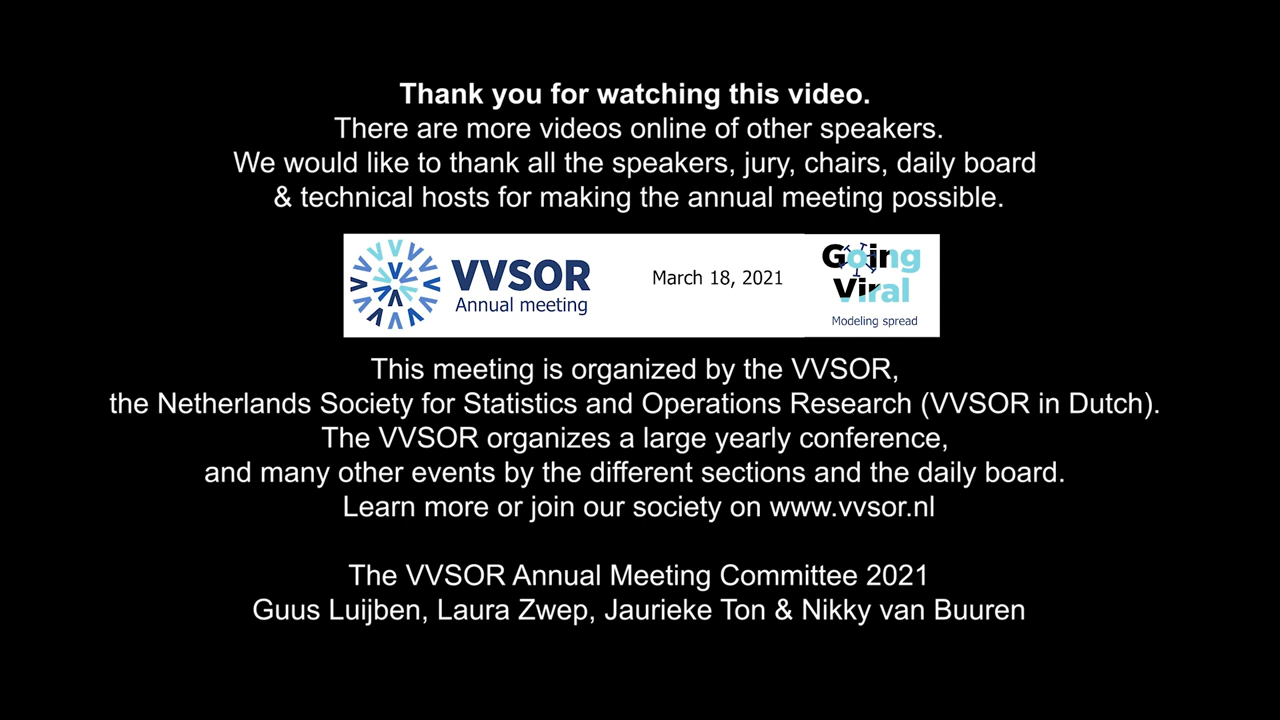 Thank you for watching this video.
There are more videos online of other speakers.
We would like to thank all the speakers, jury, chairs, daily board
& technical hosts for making the annual meeting possible.
VVSOR
Annual meeting
March 18, 2021
Going
Viral
Modeling spread
This meeting is organized by the VVSOR,
the Netherlands Society for Statistics and Operations Research (VVSOR in Dutch).
The VVSOR organizes a large yearly conference,
and many other events by the different sections and the daily board.
Learn more or join our society on www.vvsor.nl
The VVSOR Annual Meeting Committee 2021
Guus Luijben, Laura Zwep, Jaurieke Ton & Nikky van Buuren